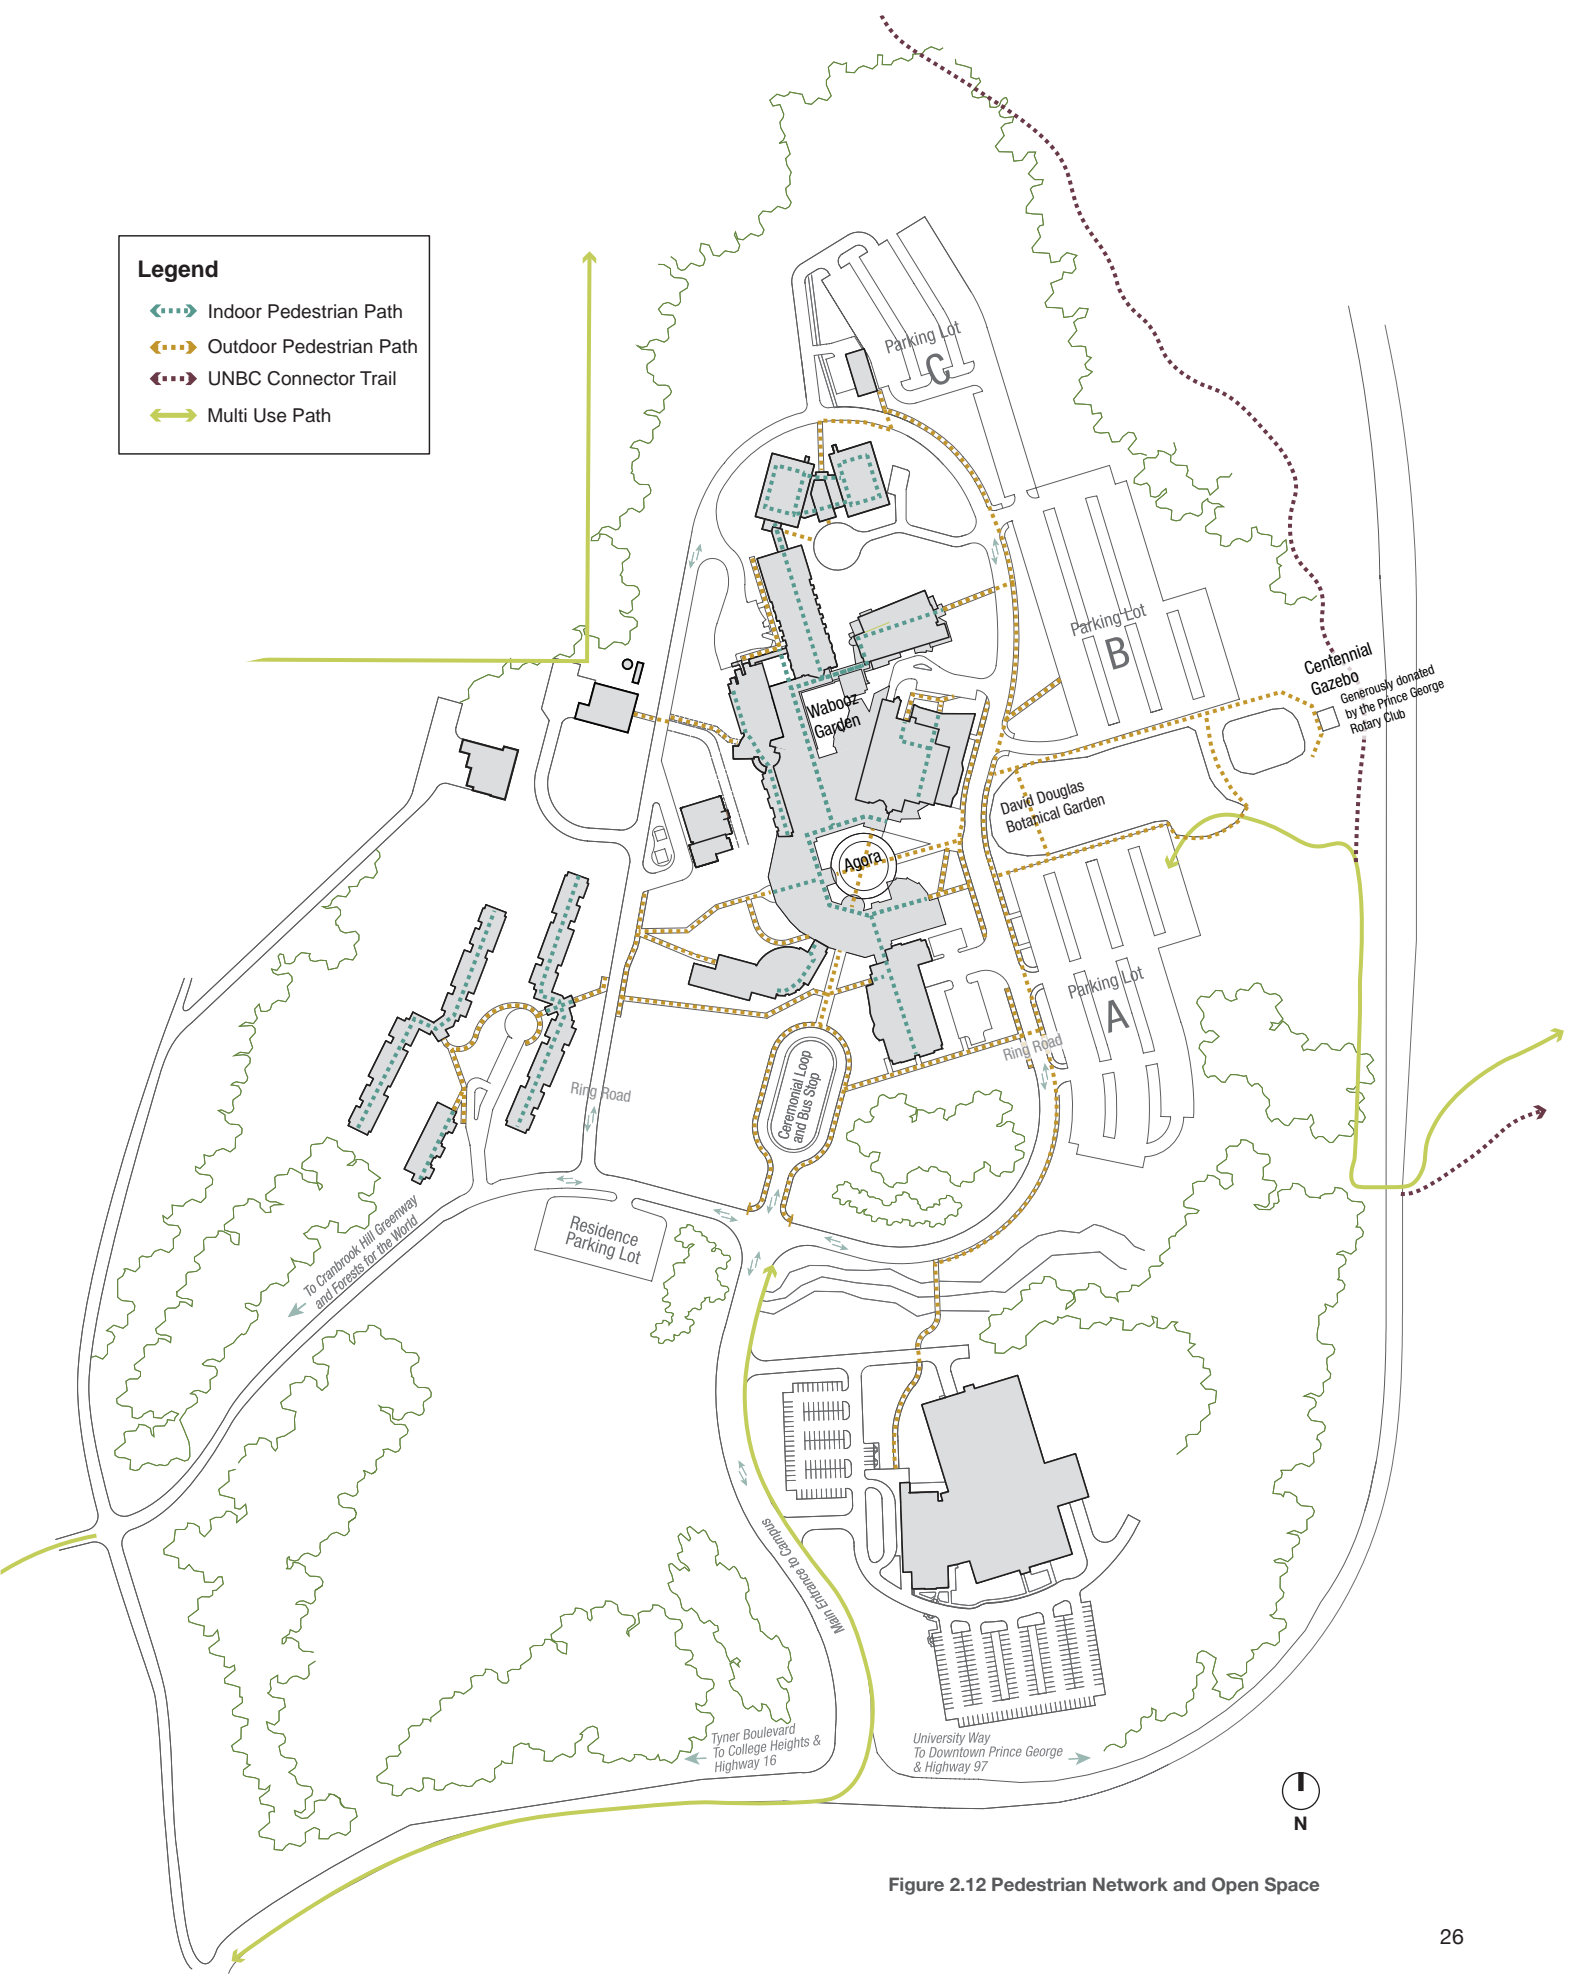 Legend
Indoor Pedestrian Path
Outdoor Pedestrian Path
UNBC Connector Trail
Multi Use Path
Parking Lot
C
Parking Lot
B
Centennial
Gazebo
Generously donated
by the Prince George
Rotary Club
Wabooz
Garden
David Douglas
Botanical Garden
Agora
Parking Lot
A
Ring Road
Ring Road
Ceremonial Loop
and Bus Stop
Residence
Parking Lot
To Cranbrook Hill Greenway
and Forests for the World
Main Entrance to Campus
Tyner Boulevard
To College Heights &
Highway 16
University Way
To Downtown Prince George
& Highway 97
N
Figure 2.12 Pedestrian Network and Open Space
26